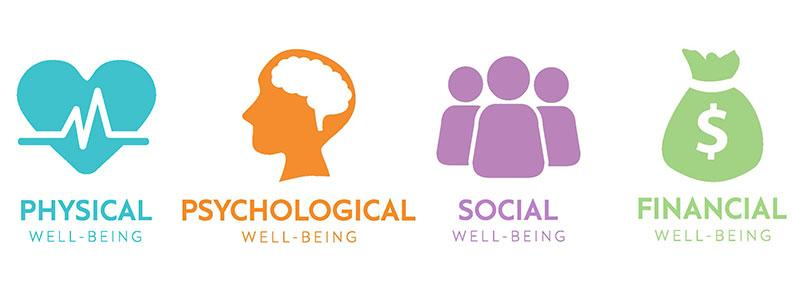 $
PHYSICAL
WELL-BEING
PSYCHOLOGICAL
WELL-BEING
SOCIAL
WELL-BEING
FINANCIAL
WELL-BEING